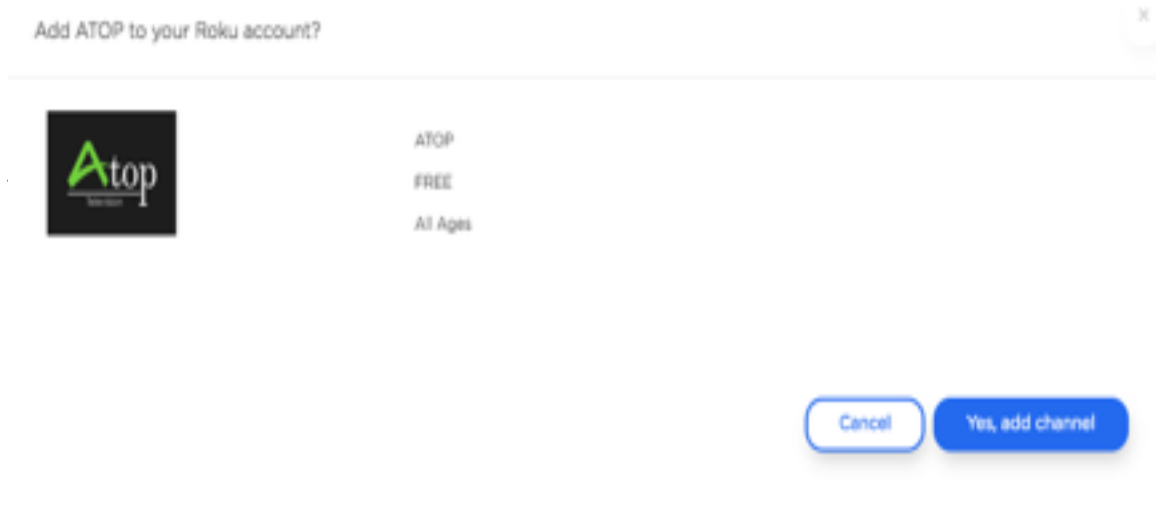 Add ATOP to your Roku account?
X
Atop
ATOP
FREE
All Ages
Cancel
Yes, add channel